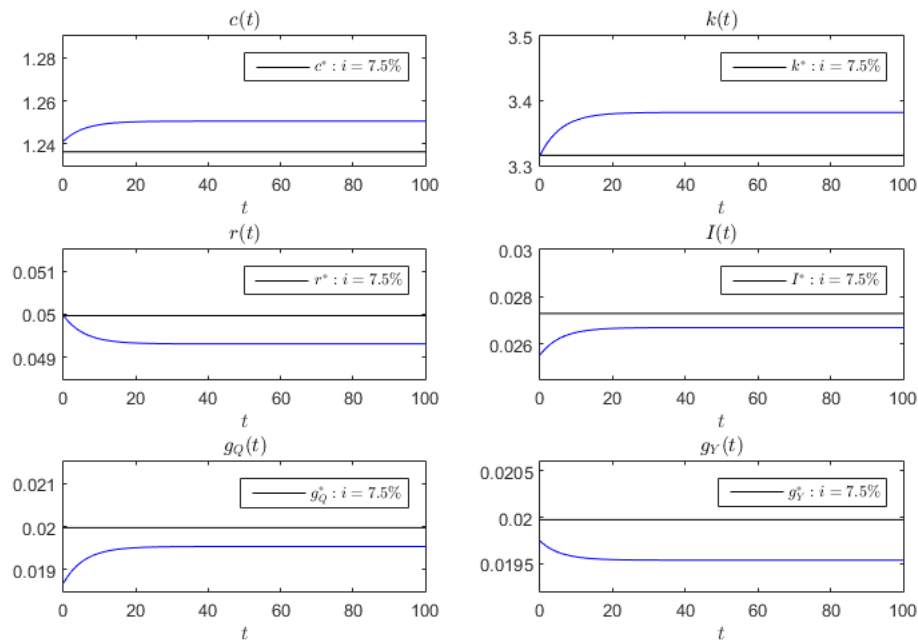 c(t)
k(t)
1.28
1.26
1.24
c* : i = 7.5%
3.5
3.4
3.3
k* : i = 7.5%
0 20 40 60 80 100
0 20 40 60 80 100
t
t
r(t)
I(t)
0.051
0.05
0.049
r* : i = 7.5%
0.03
0.028
0.026
I* : i = 7.5%
0 20 40 60 80 100
0 20 40 60 80 100
t
t
g_Q(t)
g_Y(t)
0.021
0.02
0.019
g*_Q : i = 7.5%
0.0205
0.02
0.0195
g*_Y : i = 7.5%
0 20 40 60 80 100
0 20 40 60 80 100
t
t